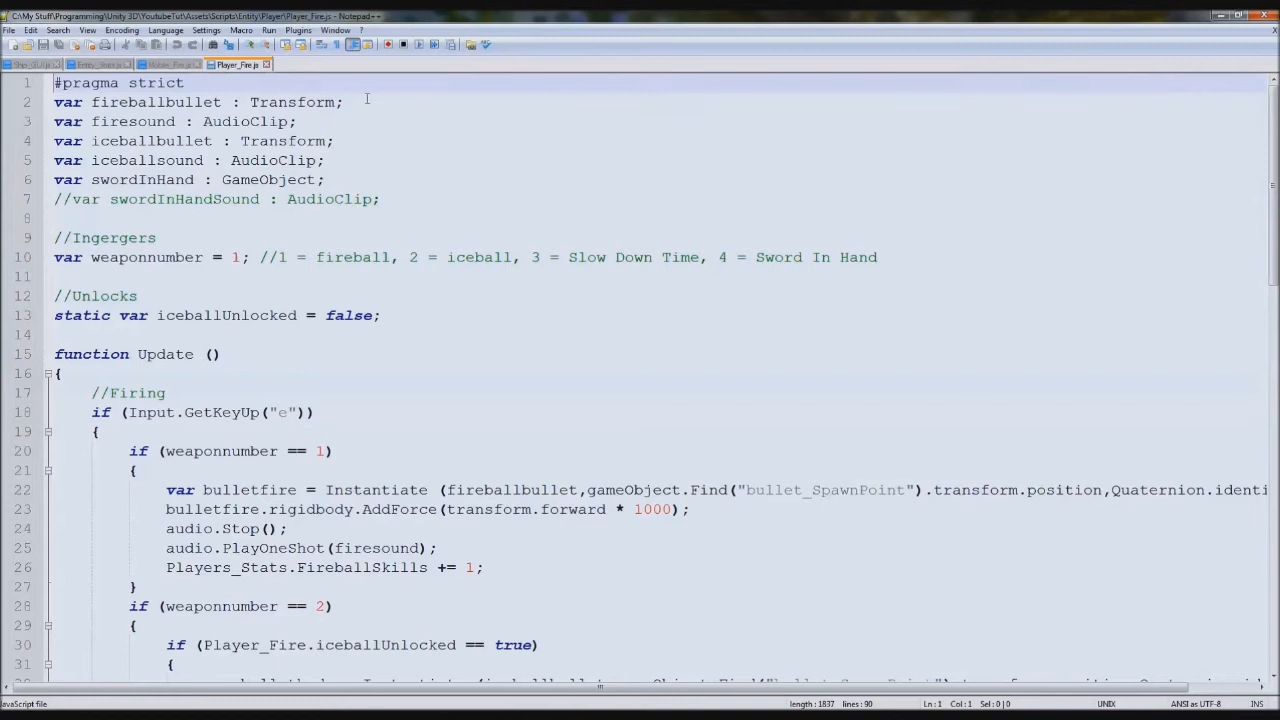 C:\My Stuff\Programming\Unity 3D\YoutubeTut\Assets\Scripts\Entity\Player\Player_Fire.js - Notepad++
File Edit Search View Encoding Language Settings Macro Run Plugins Window ?
Ship_GUI.js Entity_Stats.js Mobile_Fire.js Player_Fire.js
1 #pragma strict
2 var fireballbullet : Transform;
3 var firesound : AudioClip;
4 var iceballbullet : Transform;
5 var iceballsound : AudioClip;
6 var swordInHand : GameObject;
7 //var swordInHandSound : AudioClip;
8
9 //Ingergers
10 var weaponnumber = 1; //1 = fireball, 2 = iceball, 3 = Slow Down Time, 4 = Sword In Hand
11
12 //Unlocks
13 static var iceballUnlocked = false;
14
15 function Update ()
16 {
17 //Firing
18 if (Input.GetKeyUp("e"))
19 {
20 if (weaponnumber == 1)
21 {
22 var bulletfire = Instantiate (fireballbullet,gameObject.Find("bullet_SpawnPoint").transform.position,Quaternion.identi
23 bulletfire.rigidbody.AddForce(transform.forward * 1000);
24 audio.Stop();
25 audio.PlayOneShot(firesound);
26 Players_Stats.FireballSkills += 1;
27 }
28 if (weaponnumber == 2)
29 {
30 if (Player_Fire.iceballUnlocked == true)
31 {
JavaScript file length : 1837 lines : 90 Ln : 1 Col : 1 Sel : 0 | 0 UNIX ANSI as UTF-8 INS